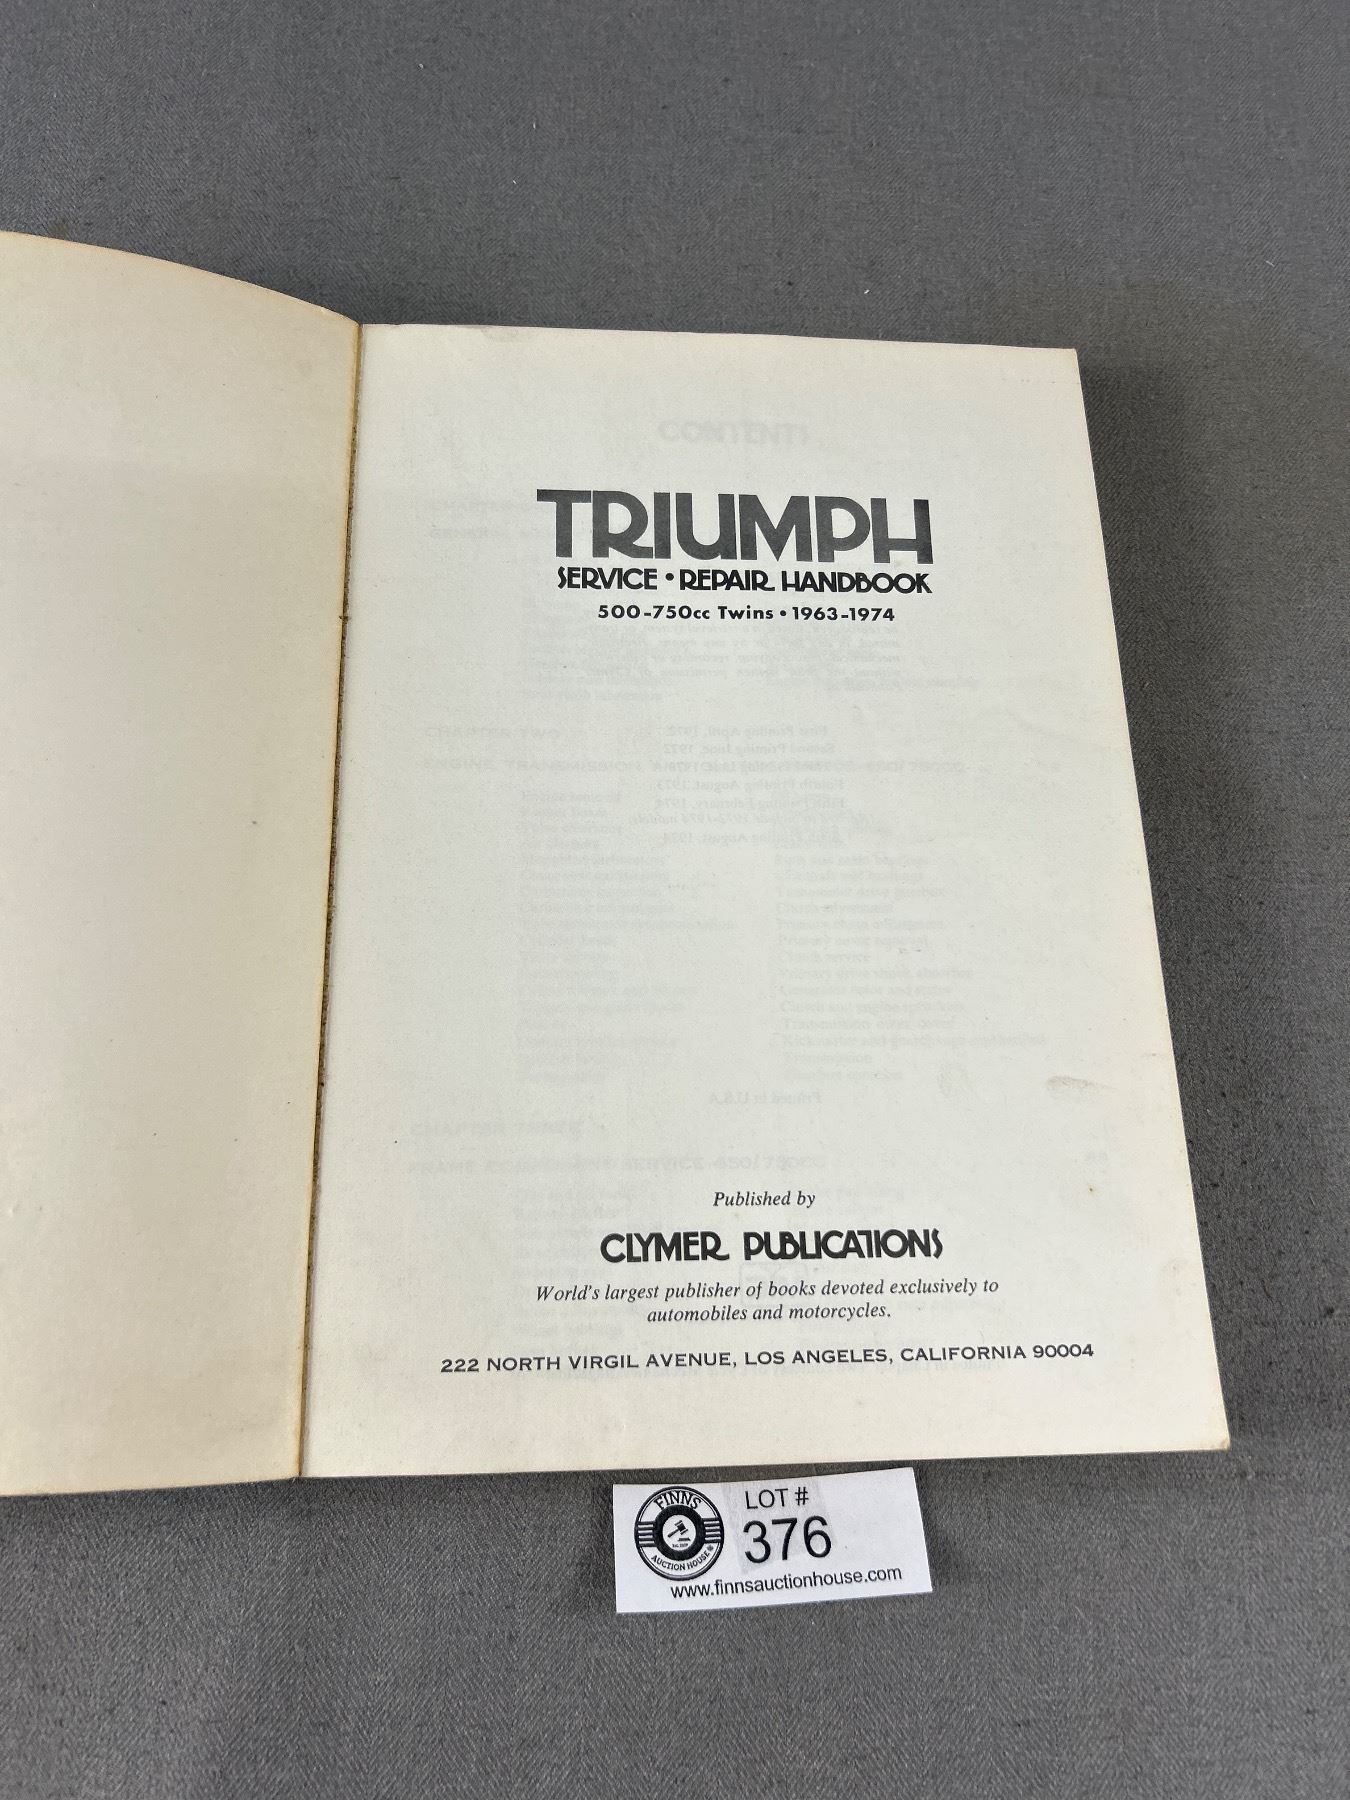 TRIUMPH
SERVICE • REPAIR HANDBOOK
500-750cc Twins • 1963-1974
Published by
CLYMER PUBLICATIONS
World's largest publisher of books devoted exclusively to
automobiles and motorcycles.
222 NORTH VIRGIL AVENUE, LOS ANGELES, CALIFORNIA 90004
FINNS
AUCTION HOUSE
LOT #
376
www.finnsauctionhouse.com